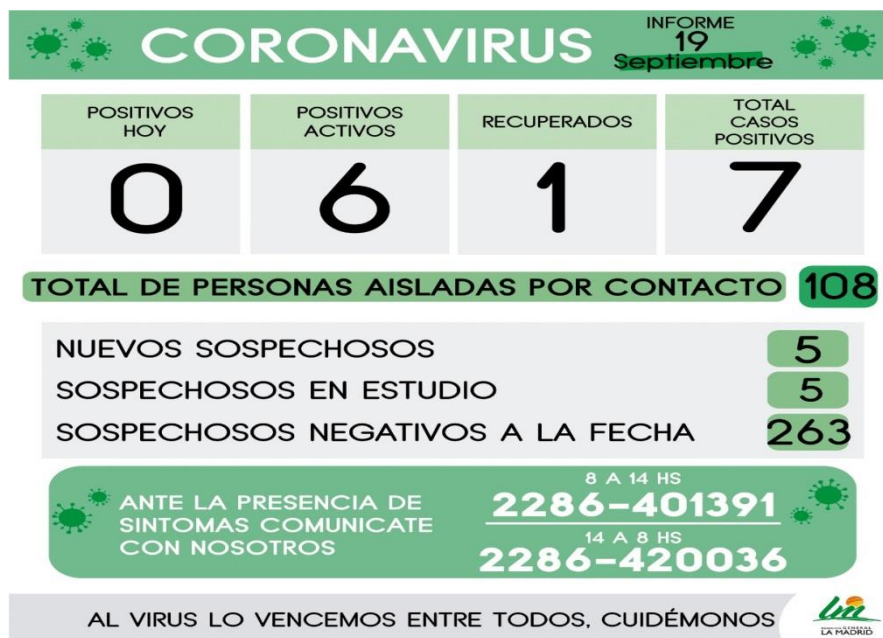 CORONAVIRUS
INFORME
19
Septiembre
POSITIVOS
HOY
0
POSITIVOS
ACTIVOS
6
RECUPERADOS
1
TOTAL
CASOS
POSITIVOS
7
TOTAL DE PERSONAS AISLADAS POR CONTACTO 108
NUEVOS SOSPECHOSOS 5
SOSPECHOSOS EN ESTUDIO 5
SOSPECHOSOS NEGATIVOS A LA FECHA 263
ANTE LA PRESENCIA DE
SINTOMAS COMUNICATE
CON NOSOTROS
8 A 14 HS
2286-401391
14 A 8 HS
2286-420036
AL VIRUS LO VENCEMOS ENTRE TODOS, CUIDÉMONOS
lm
GENERAL
LA MADRID